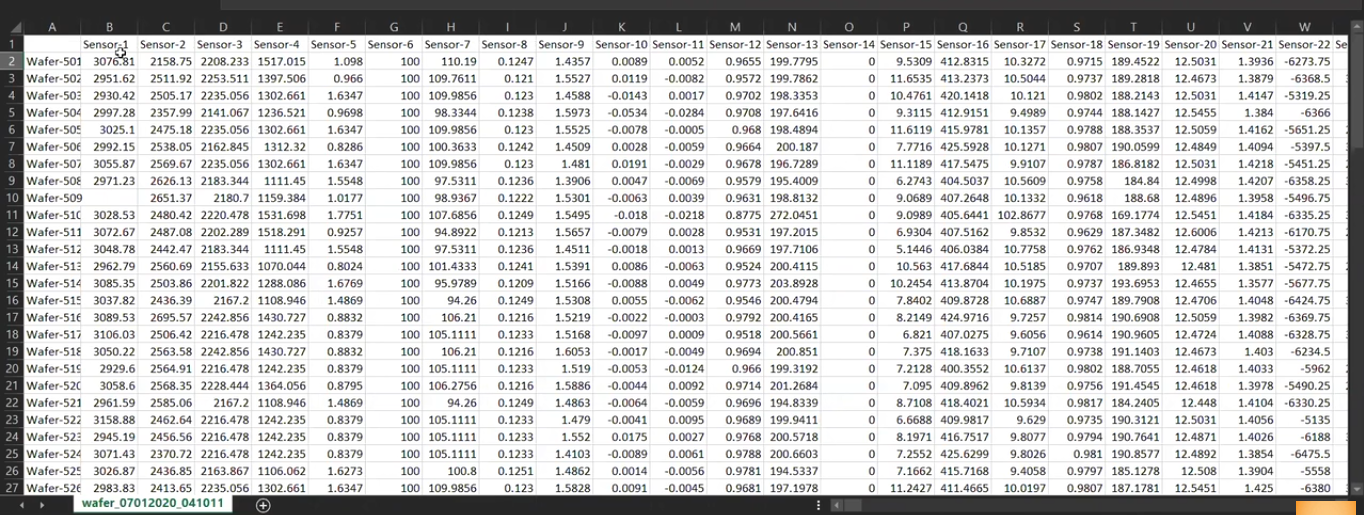 A B C D E F G H I J K L M N O P Q R S T U V W
1 Sensor-1 Sensor-2 Sensor-3 Sensor-4 Sensor-5 Sensor-6 Sensor-7 Sensor-8 Sensor-9 Sensor-10 Sensor-11 Sensor-12 Sensor-13 Sensor-14 Sensor-15 Sensor-16 Sensor-17 Sensor-18 Sensor-19 Sensor-20 Sensor-21 Sensor-22 Se
2 Wafer-501 3076.81 2158.75 2208.233 1517.015 1.098 100 110.19 0.1247 1.4357 0.0089 0.0052 0.9655 199.7795 0 9.5309 412.8315 10.3272 0.9715 189.4522 12.5031 1.3936 -6273.75
3 Wafer-502 2951.62 2511.92 2253.511 1397.506 0.966 100 109.7611 0.121 1.5527 0.0119 -0.0082 0.9572 199.7862 0 11.6535 413.2373 10.5044 0.9737 189.2818 12.4673 1.3879 -6368.5
4 Wafer-503 2930.42 2505.17 2235.056 1302.661 1.6347 100 109.9856 0.123 1.4588 -0.0143 0.0017 0.9702 198.3353 0 10.4761 420.1418 10.121 0.9802 188.2143 12.5031 1.4147 -5319.25
5 Wafer-504 2997.28 2357.99 2141.067 1236.521 0.9698 100 98.3344 0.1238 1.5973 -0.0534 -0.0284 0.9708 197.6416 0 9.3115 412.9151 9.4989 0.9744 188.1427 12.5455 1.384 -6366
6 Wafer-505 3025.1 2475.18 2235.056 1302.661 1.6347 100 109.9856 0.123 1.5525 -0.0078 -0.0005 0.968 198.4894 0 11.6119 415.9781 10.1357 0.9788 188.3537 12.5059 1.4162 -5651.25
7 Wafer-506 2992.15 2538.05 2162.845 1312.32 0.8286 100 100.3633 0.1242 1.4509 0.0028 -0.0059 0.9664 200.187 0 7.7716 425.5928 10.1271 0.9807 190.0599 12.4849 1.4094 -5397.5
8 Wafer-507 3055.87 2569.67 2235.056 1302.661 1.6347 100 109.9856 0.123 1.481 0.0191 -0.0029 0.9678 196.7289 0 11.1189 417.5475 9.9107 0.9787 186.8182 12.5031 1.4218 -5451.25
9 Wafer-508 2971.23 2626.13 2183.344 1111.45 1.5548 100 97.5311 0.1236 1.3906 0.0047 -0.0069 0.9579 195.4009 0 6.2743 404.5037 10.5609 0.9758 184.84 12.4998 1.4207 -6358.25
10 Wafer-509 2651.37 2180.7 1159.384 1.0177 100 98.9367 0.1222 1.5301 -0.0063 0.0039 0.9631 198.8132 0 9.0689 407.2648 10.1332 0.9618 188.68 12.4896 1.3958 -5496.75
11 Wafer-510 3028.53 2480.42 2220.478 1531.698 1.7751 100 107.6856 0.1249 1.5495 -0.018 -0.0218 0.8775 272.0451 0 9.0989 405.6441 102.8677 0.9768 169.1774 12.5451 1.4184 -6335.25
12 Wafer-511 3072.67 2487.08 2202.289 1518.291 0.9257 100 94.8922 0.1213 1.5657 -0.0079 0.0028 0.9531 197.2015 0 6.9304 407.5162 9.8532 0.9629 187.3482 12.6006 1.4213 -6170.75
13 Wafer-512 3048.78 2442.47 2183.344 1111.45 1.5548 100 97.5311 0.1236 1.4511 -0.0018 0.0013 0.9669 197.7106 0 5.1446 406.0384 10.7758 0.9762 186.9348 12.4784 1.4131 -5372.25
14 Wafer-513 2962.79 2560.69 2155.633 1070.044 0.8024 100 101.4333 0.1241 1.5391 0.0086 -0.0063 0.9524 200.4115 0 10.563 417.6844 10.5185 0.9707 189.893 12.481 1.3851 -5472.75
15 Wafer-514 3085.35 2503.86 2201.822 1288.086 1.6769 100 95.9789 0.1209 1.5166 -0.0088 0.0049 0.9773 203.8928 0 10.2454 413.8704 10.1975 0.9737 193.6953 12.4655 1.3577 -5677.75
16 Wafer-515 3037.82 2436.39 2167.2 1108.946 1.4869 100 94.26 0.1249 1.5308 0.0055 -0.0062 0.9546 200.4794 0 7.8402 409.8728 10.6887 0.9747 189.7908 12.4706 1.4048 -6424.75
17 Wafer-516 3089.53 2695.57 2242.856 1430.727 0.8832 100 106.21 0.1216 1.5219 -0.0022 -0.0003 0.9792 200.4165 0 8.2149 424.9716 9.7257 0.9814 190.6908 12.5059 1.3982 -6369.75
18 Wafer-517 3106.03 2506.42 2216.478 1242.235 0.8379 100 105.1111 0.1233 1.5168 -0.0097 -0.0009 0.9518 200.5661 0 6.821 407.0275 9.6056 0.9614 190.9605 12.4724 1.4088 -6328.75
19 Wafer-518 3050.22 2563.58 2242.856 1430.727 0.8832 100 106.21 0.1216 1.6053 -0.0017 -0.0049 0.9694 200.851 0 7.375 418.1633 9.7107 0.9738 191.1403 12.4673 1.403 -6234.5
20 Wafer-519 2929.6 2564.91 2216.478 1242.235 0.8379 100 105.1111 0.1233 1.519 -0.0053 -0.0124 0.966 199.3192 0 7.2128 400.3552 10.6137 0.9802 188.7055 12.4618 1.4033 -5962
21 Wafer-520 3058.6 2568.35 2228.444 1364.056 0.8795 100 106.2756 0.1216 1.5886 -0.0044 0.0092 0.9714 201.2684 0 7.095 409.8962 9.8139 0.9756 191.4545 12.4618 1.3978 -5490.25
22 Wafer-521 2961.59 2585.06 2167.2 1108.946 1.4869 100 94.26 0.1249 1.4863 -0.0064 -0.0059 0.9696 194.8339 0 8.7108 418.4021 10.5934 0.9817 184.2405 12.448 1.4104 -6330.25
23 Wafer-522 3158.88 2462.64 2216.478 1242.235 0.8379 100 105.1111 0.1233 1.479 -0.0041 0.0095 0.9689 199.9411 0 6.6688 409.9817 9.629 0.9735 190.3121 12.5031 1.4056 -5135
24 Wafer-523 2945.19 2456.56 2216.478 1242.235 0.8379 100 105.1111 0.1233 1.552 0.0175 0.0027 0.9768 200.5718 0 8.1971 416.7517 9.8077 0.9794 190.7641 12.4871 1.4026 -6188
25 Wafer-524 3071.43 2370.72 2216.478 1242.235 0.8379 100 105.1111 0.1233 1.4103 -0.0089 0.0061 0.9788 200.6603 0 7.2552 425.6299 9.8026 0.981 190.8577 12.4892 1.3854 -6475.5
26 Wafer-525 3026.87 2436.85 2163.867 1106.062 1.6273 100 100.8 0.1251 1.4862 0.0014 -0.0056 0.9781 194.5337 0 7.1662 415.7168 9.4058 0.9797 185.1278 12.508 1.3904 -5558
27 Wafer-526 2983.83 2413.65 2235.056 1302.661 1.6347 100 109.9856 0.123 1.5828 0.0091 -0.0045 0.9681 197.1978 0 11.2427 411.4665 10.0197 0.9807 187.1781 12.5451 1.425 -6380
wafer_07012020_041011